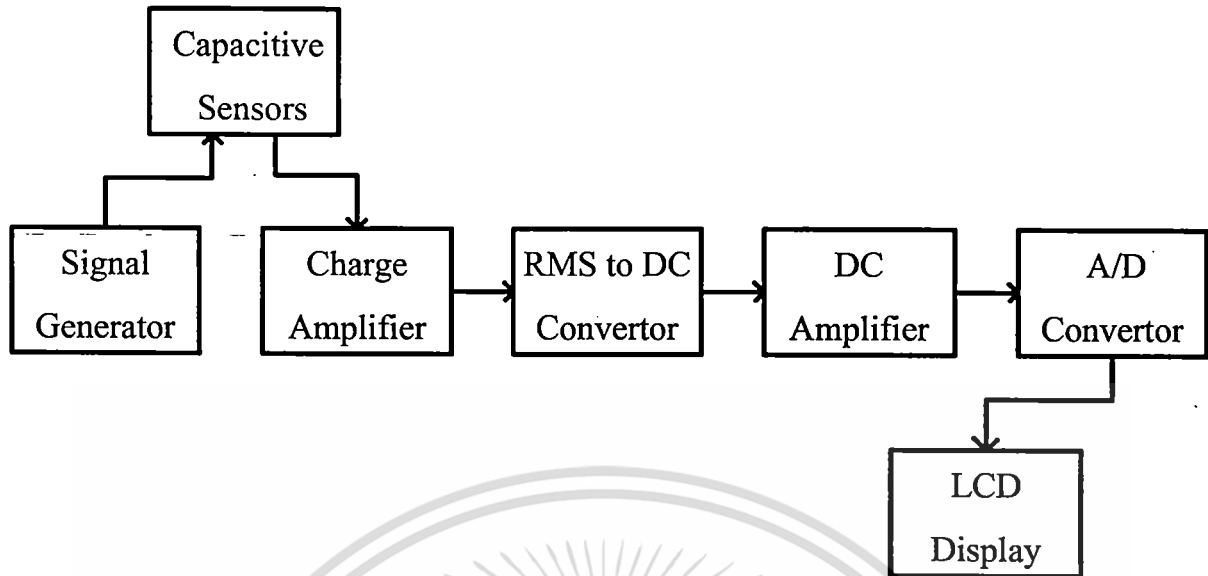 Capacitive
Sensors
Signal
Generator
Charge
Amplifier
RMS to DC
Convertor
DC
Amplifier
A/D
Convertor
LCD
Display